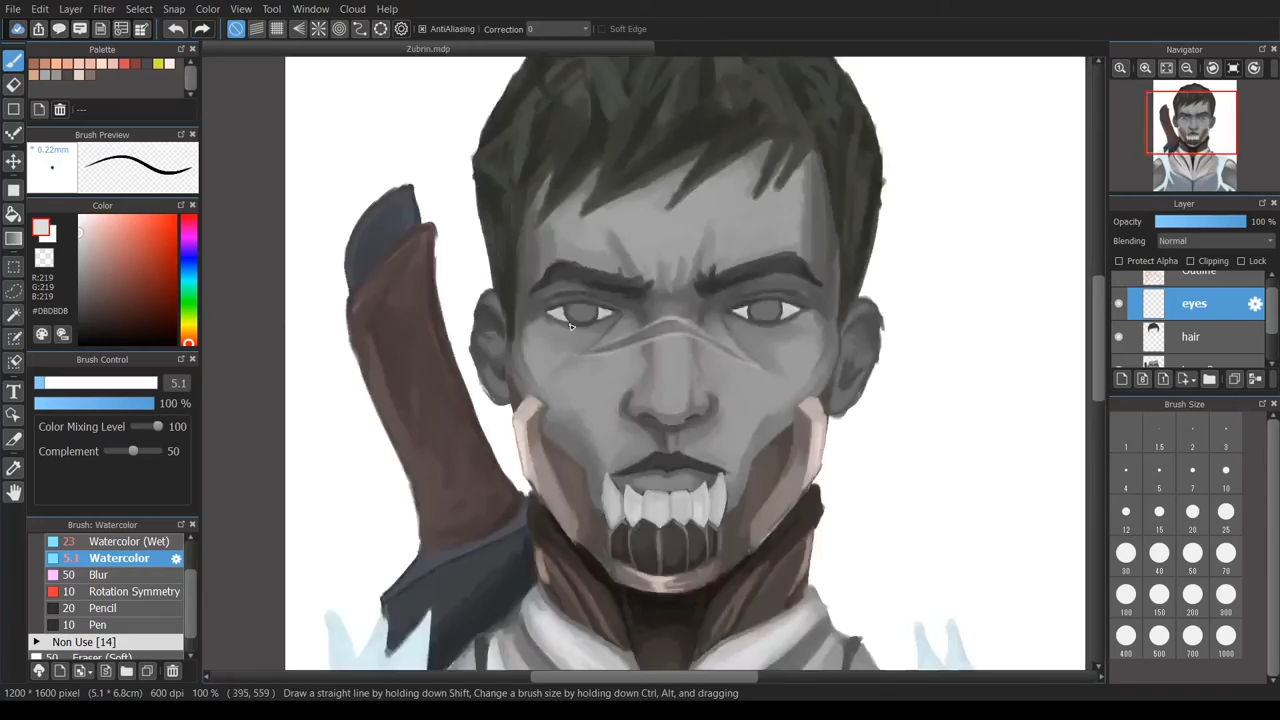 File Edit Layer Filter Select Snap Color Tool Window Cloud Help
AntiAliasing Correction 0 Soft Edge
Palette
Zubrin.mdp
Navigator
---
Brush Preview
0.22mm
Color
Layer
Opacity 100 %
Blending Normal
Protect Alpha Clipping Lock
Outline
R:219
G:219
B:219
#DBDBDB
eyes
hair
Brush Control
5.1
100 %
Color Mixing Level 100
Complement 50
Brush Size
1 1.5 2 3
4 5 7 10
12 15 20 25
30 40 50 70
100 150 200 300
400 500 700 1000
Brush: Watercolor
23 Watercolor (Wet)
5.1 Watercolor
50 Blur
10 Rotation Symmetry
20 Pencil
10 Pen
Non Use [14]
50 Eraser (Soft)
1200 * 1600 pixel (5.1 * 6.8cm) 600 dpi 100 % ( 395, 559 ) Draw a straight line by holding down Shift, Change a brush size by holding down Ctrl, Alt, and dragging